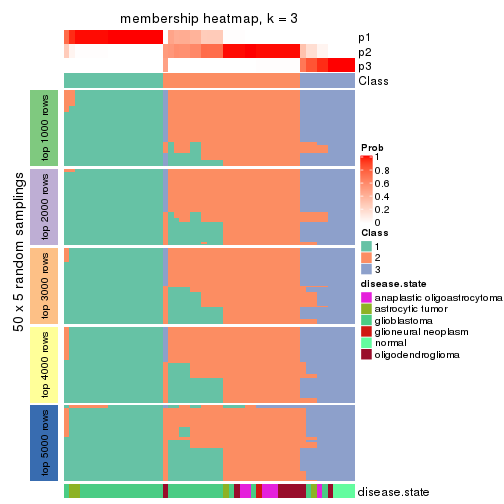 membership heatmap, k = 3
p1
p2
p3
Class
50 x 5 random samplings
top 1000 rows
top 2000 rows
top 3000 rows
top 4000 rows
top 5000 rows
Prob
1
0.8
0.6
0.4
0.2
0
Class
1
2
3
disease.state
anaplastic oligoastrocytoma
astrocytic tumor
glioblastoma
glioneural neoplasm
normal
oligodendroglioma
disease.state